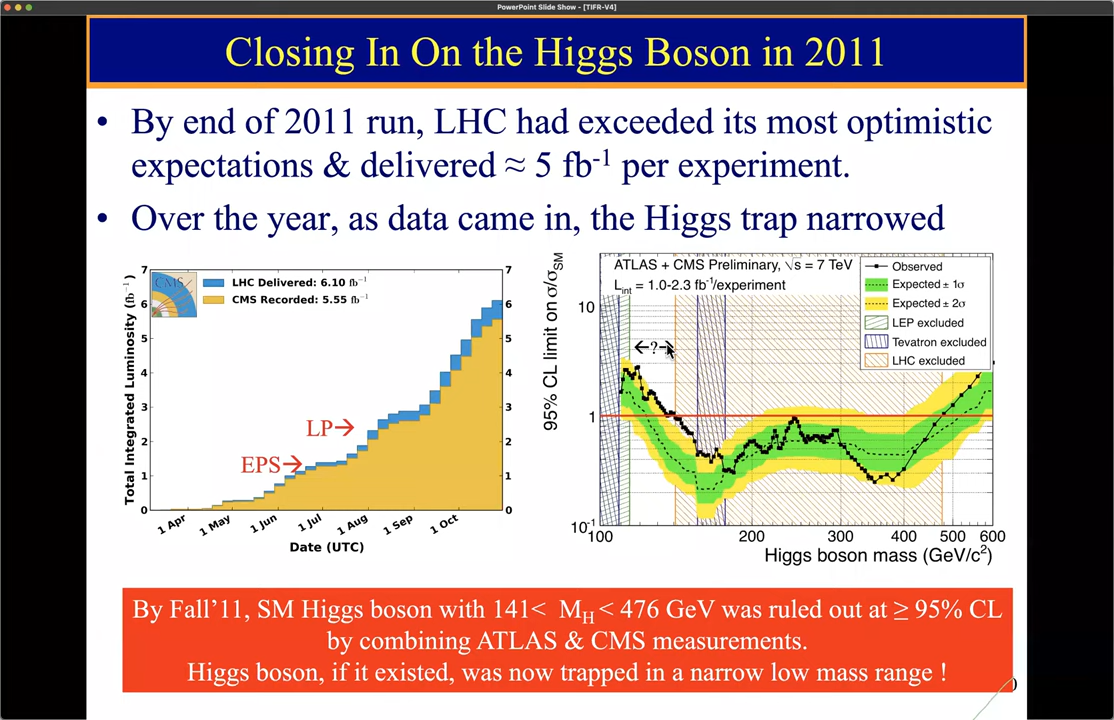 PowerPoint Slide Show - [TIFR-V4]
Closing In On the Higgs Boson in 2011
• By end of 2011 run, LHC had exceeded its most optimistic
expectations & delivered ≈ 5 fb-1 per experiment.
• Over the year, as data came in, the Higgs trap narrowed
CMS
LHC Delivered: 6.10 fb−1
CMS Recorded: 5.55 fb−1
Total Integrated Luminosity (fb−1)
7
6
5
4
3
2
1
0
7
6
5
4
3
2
1
0
LP→
EPS→
1 Apr
1 May
1 Jun
1 Jul
1 Aug
1 Sep
1 Oct
Date (UTC)
ATLAS + CMS Preliminary, √s = 7 TeV
Lint = 1.0-2.3 fb-1/experiment
Observed
Expected ± 1σ
Expected ± 2σ
LEP excluded
Tevatron excluded
LHC excluded
←?→
95% CL limit on σ/σSM
10
1
10-1
100
200
300
400
500
600
Higgs boson mass (GeV/c2)
By Fall’11, SM Higgs boson with 141< MH < 476 GeV was ruled out at ≥ 95% CL
by combining ATLAS & CMS measurements.
Higgs boson, if it existed, was now trapped in a narrow low mass range !